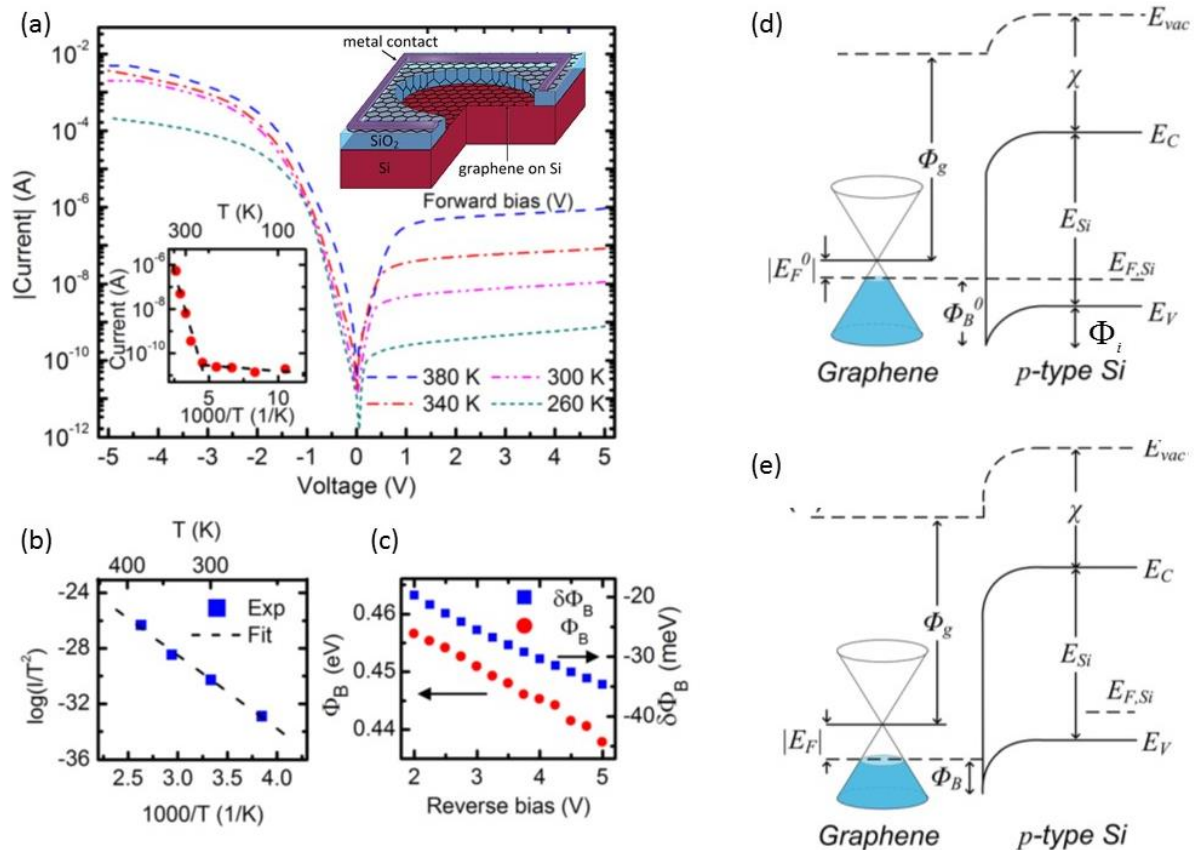 (a)
metal contact
SiO2
Si
graphene on Si
Forward bias (V)
10^-2
10^-4
10^-6
10^-8
10^-10
10^-12
|Current| (A)
T (K)
300 100
10^-6
10^-8
10^-10
Current (A)
5 10
1000/T (1/K)
380 K 300 K
340 K 260 K
-5 -4 -3 -2 -1 0 1 2 3 4 5
Voltage (V)
(b)
T (K)
400 300
-24
-28
-32
-36
log(I/T^2)
Exp
Fit
2.5 3.0 3.5 4.0
1000/T (1/K)
(c)
0.46
0.45
0.44
Φ_B (eV)
δΦ_B
Φ_B
-20
-30
-40
δΦ_B (meV)
2 3 4 5
Reverse bias (V)
(d)
E_vac
χ
E_C
Φ_g
E_Si
|E_F^0|
E_F,Si
Φ_B^0
E_V
Φ_i
Graphene p-type Si
(e)
E_vac
χ
E_C
Φ_g
E_Si
E_F,Si
|E_F|
E_V
Φ_B
Graphene p-type Si